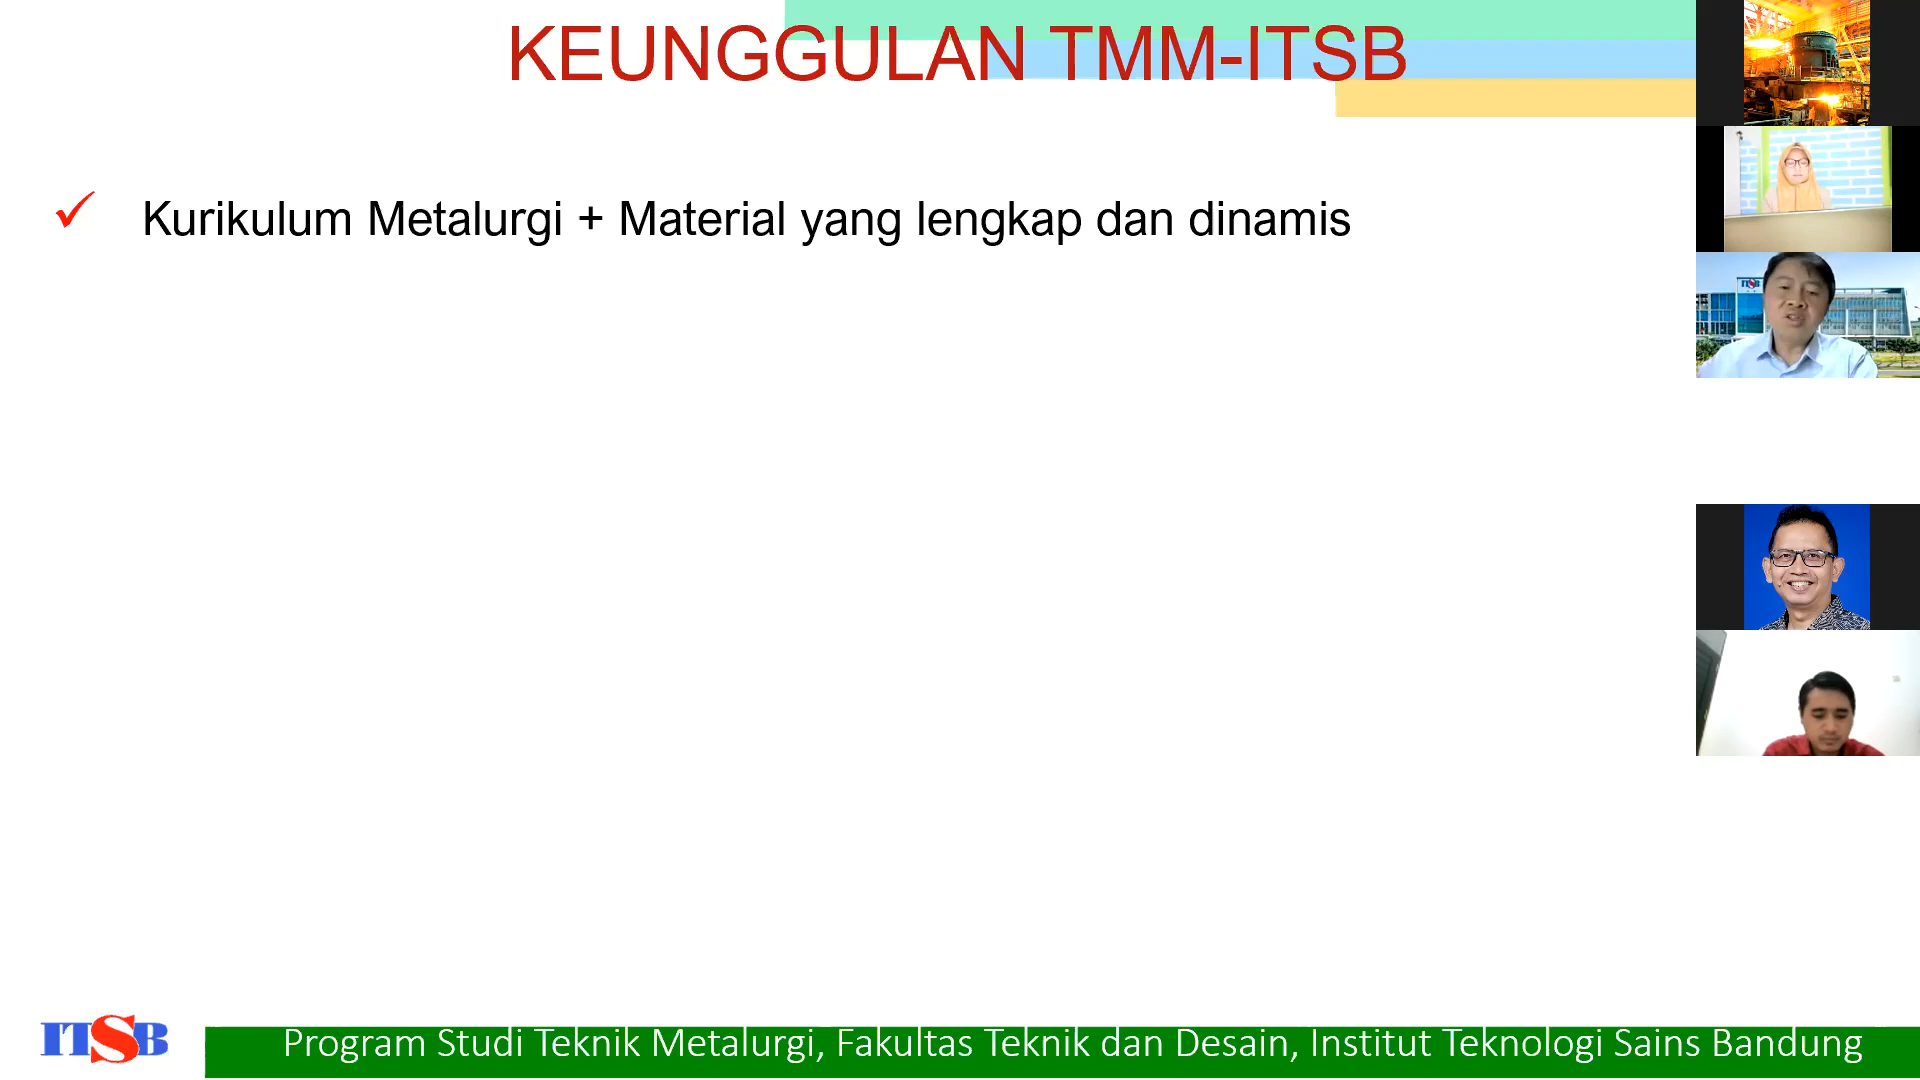 KEUNGGULAN TMM-ITSB
Kurikulum Metalurgi + Material yang lengkap dan dinamis
ITSB
ITSB
Program Studi Teknik Metalurgi, Fakultas Teknik dan Desain, Institut Teknologi Sains Bandung